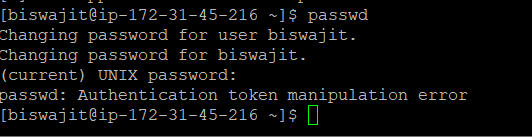 [biswajit@ip-172-31-45-216 ~]$ passwd
Changing password for user biswajit.
Changing password for biswajit.
(current) UNIX password:
passwd: Authentication token manipulation error
[biswajit@ip-172-31-45-216 ~]$